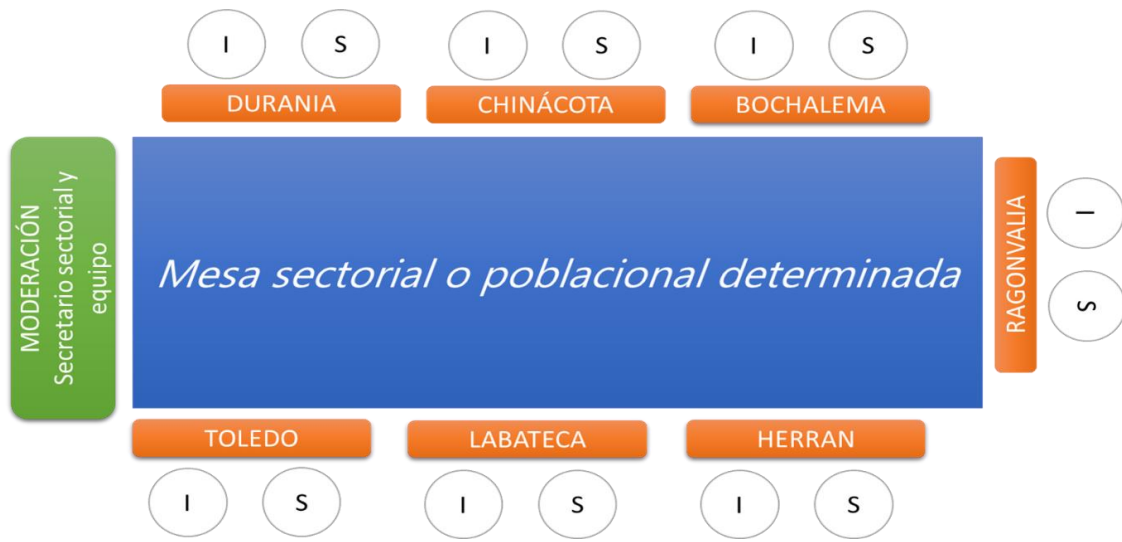 I S I S I S
DURANIA CHINÁCOTA BOCHALEMA
MODERACIÓN
Secretario sectorial y
equipo
Mesa sectorial o poblacional determinada
RAGONVALIA
I
S
TOLEDO LABATECA HERRAN
I S I S I S